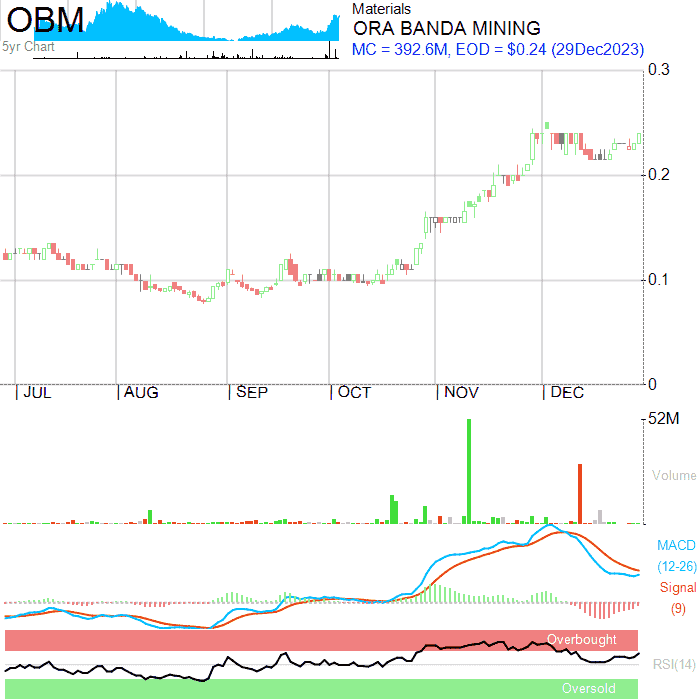 OBM
5yr Chart
Materials
ORA BANDA MINING
MC = 392.6M, EOD = $0.24 (29Dec2023)
0.3
0.2
0.1
0
JUL
AUG
SEP
OCT
NOV
DEC
52M
Volume
MACD
(12-26)
Signal
(9)
Overbought
RSI(14)
Oversold